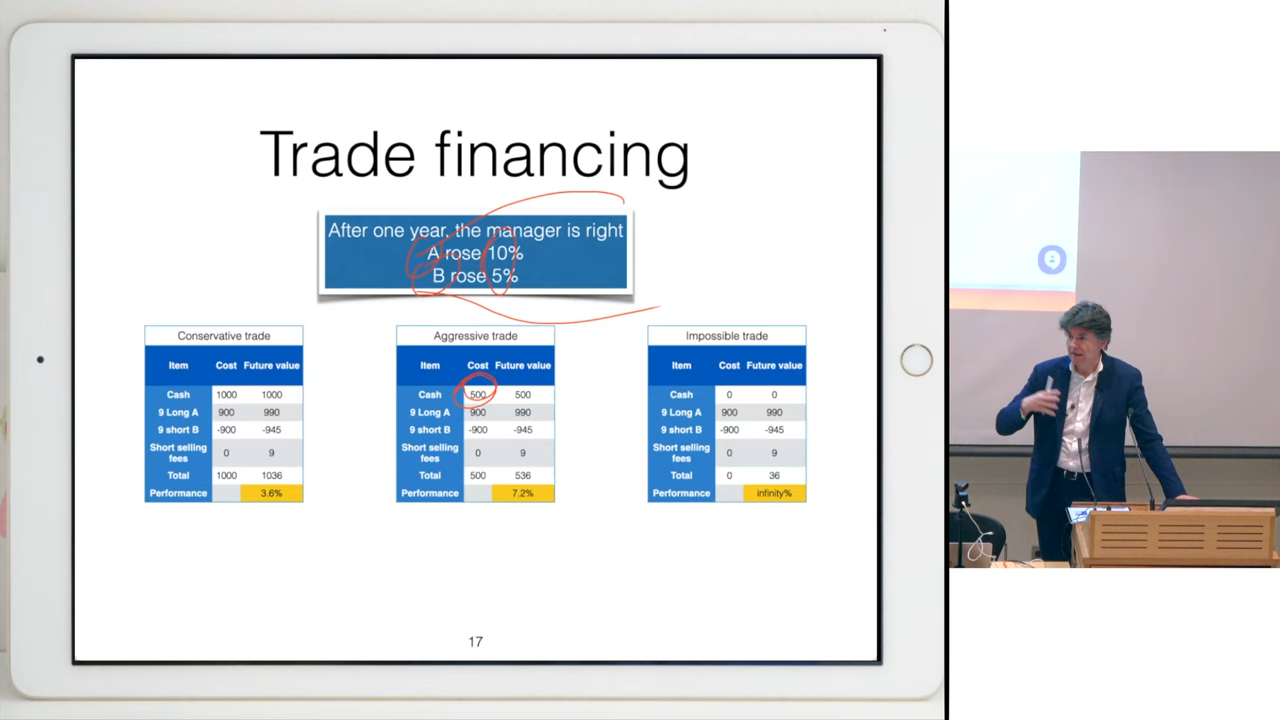 Trade financing
After one year, the manager is right
A rose 10%
B rose 5%
Conservative trade
Item Cost Future value
Cash 1000 1000
9 Long A 900 990
9 short B -900 -945
Short selling
fees 0 9
Total 1000 1036
Performance 3.6%
Aggressive trade
Item Cost Future value
Cash 500 500
9 Long A 900 990
9 short B -900 -945
Short selling
fees 0 9
Total 500 536
Performance 7.2%
Impossible trade
Item Cost Future value
Cash 0 0
9 Long A 900 990
9 short B -900 -945
Short selling
fees 0 9
Total 0 36
Performance infinity%
17